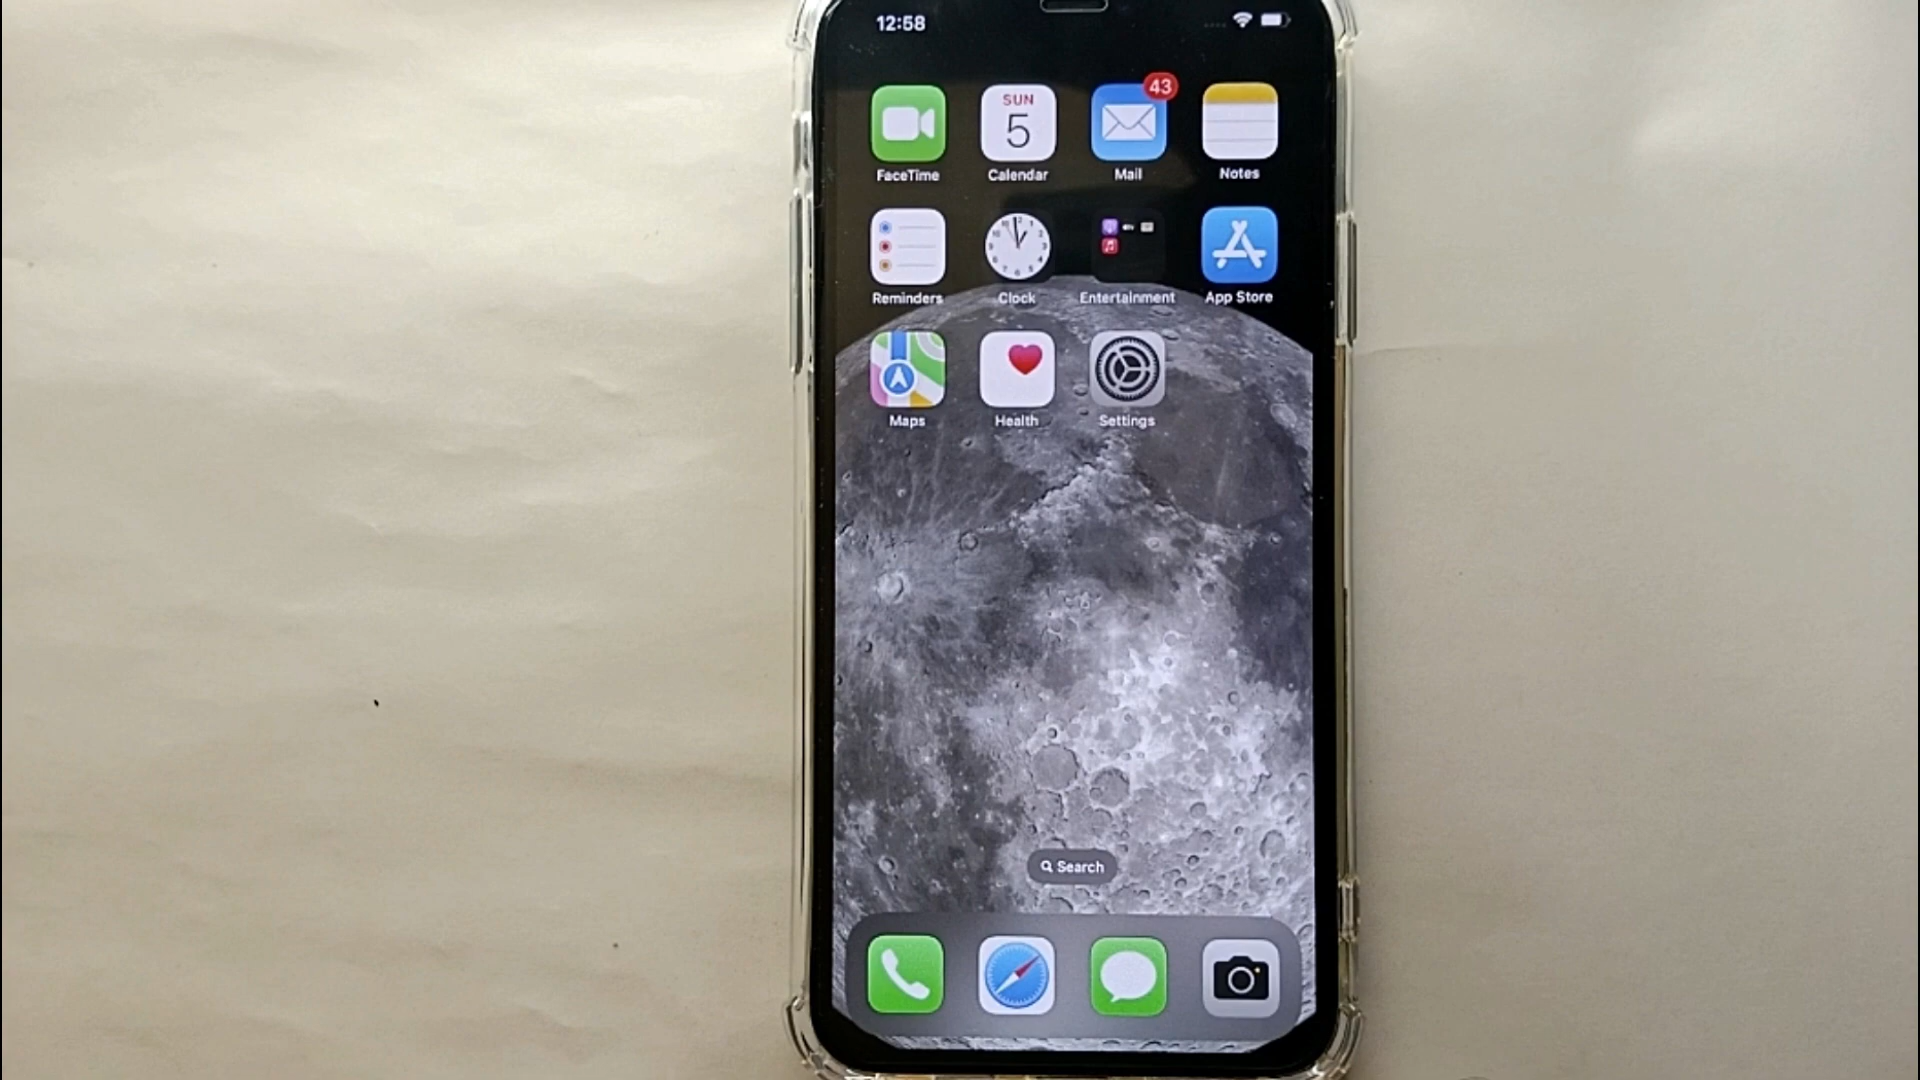 12:58
SUN
5
43
FaceTime
Calendar
Mail
Notes
Reminders
Clock
Entertainment
App Store
Maps
Health
Settings
Search